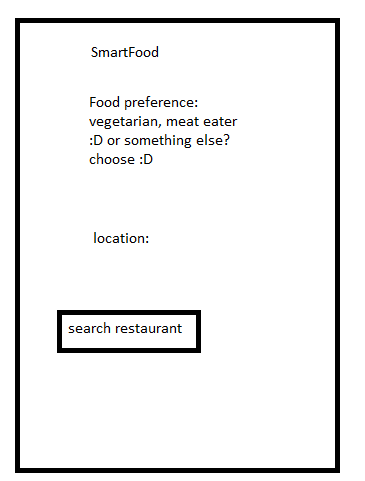 SmartFood
Food preference:
vegetarian, meat eater
:D or something else?
choose :D
location:
search restaurant